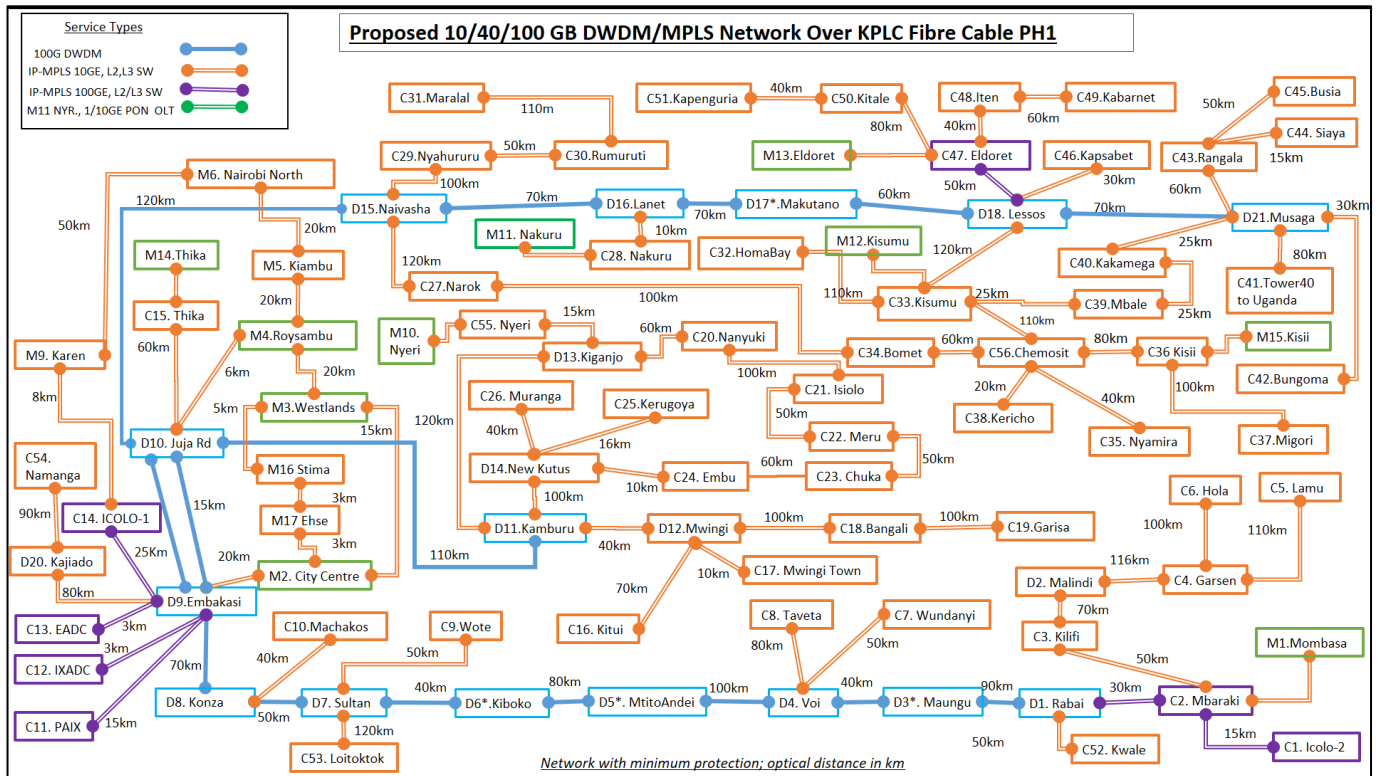 Service Types
100G DWDM
IP-MPLS 10GE, L2,L3 SW
IP-MPLS 100GE, L2/L3 SW
M11 NYR., 1/10GE PON OLT
Proposed 10/40/100 GB DWDM/MPLS Network Over KPLC Fibre Cable PH1
C31.Maralal
110m
C51.Kapenguria
40km
C50.Kitale
80km
C48.Iten
60km
C49.Kabarnet
40km
50km
C45.Busia
C44. Siaya
15km
C29.Nyahururu
50km
C30.Rumuruti
M13.Eldoret
C47. Eldoret
C46.Kapsabet
30km
C43.Rangala
60km
M6. Nairobi North
100km
50km
120km
D15.Naivasha
70km
D16.Lanet
70km
D17*.Makutano
60km
D18. Lessos
70km
D21.Musaga
30km
50km
20km
10km
M11. Nakuru
C28. Nakuru
C32.HomaBay
M12.Kisumu
120km
25km
C40.Kakamega
80km
M14.Thika
M5. Kiambu
120km
C27.Narok
100km
110km
C33.Kisumu
25km
C39.Mbale
25km
C41.Tower40
to Uganda
C15. Thika
20km
M4.Roysambu
M10.
Nyeri
C55. Nyeri
15km
D13.Kiganjo
60km
C20.Nanyuki
110km
M9. Karen
60km
6km
20km
C34.Bomet
60km
C56.Chemosit
80km
C36 Kisii
M15.Kisii
100km
C21. Isiolo
C42.Bungoma
8km
5km
M3.Westlands
15km
120km
C26. Muranga
C25.Kerugoya
40km
16km
50km
20km
C38.Kericho
40km
C35. Nyamira
100km
C37.Migori
D10. Juja Rd
C22. Meru
50km
C54.
Namanga
M16 Stima
D14.New Kutus
10km
C24. Embu
60km
C23. Chuka
15km
3km
90km
C14. ICOLO-1
M17 Ehse
3km
100km
C6. Hola
C5. Lamu
D11.Kamburu
40km
D12.Mwingi
100km
C18.Bangali
100km
C19.Garisa
100km
110km
25Km
20km
110km
D20. Kajiado
M2. City Centre
70km
10km
C17. Mwingi Town
D2. Malindi
116km
C4. Garsen
80km
D9.Embakasi
70km
C13. EADC
3km
C10.Machakos
C9.Wote
C16. Kitui
C8. Taveta
C7. Wundanyi
C3. Kilifi
M1.Mombasa
3km
C12. IXADC
70km
40km
50km
80km
50km
50km
D8. Konza
50km
D7. Sultan
40km
D6*.Kiboko
80km
D5*. MtitoAndei
100km
D4. Voi
40km
D3*. Maungu
90km
D1. Rabai
30km
C2. Mbaraki
C11. PAIX
15km
120km
C53. Loitoktok
50km
C52. Kwale
15km
C1. Icolo-2
Network with minimum protection; optical distance in km